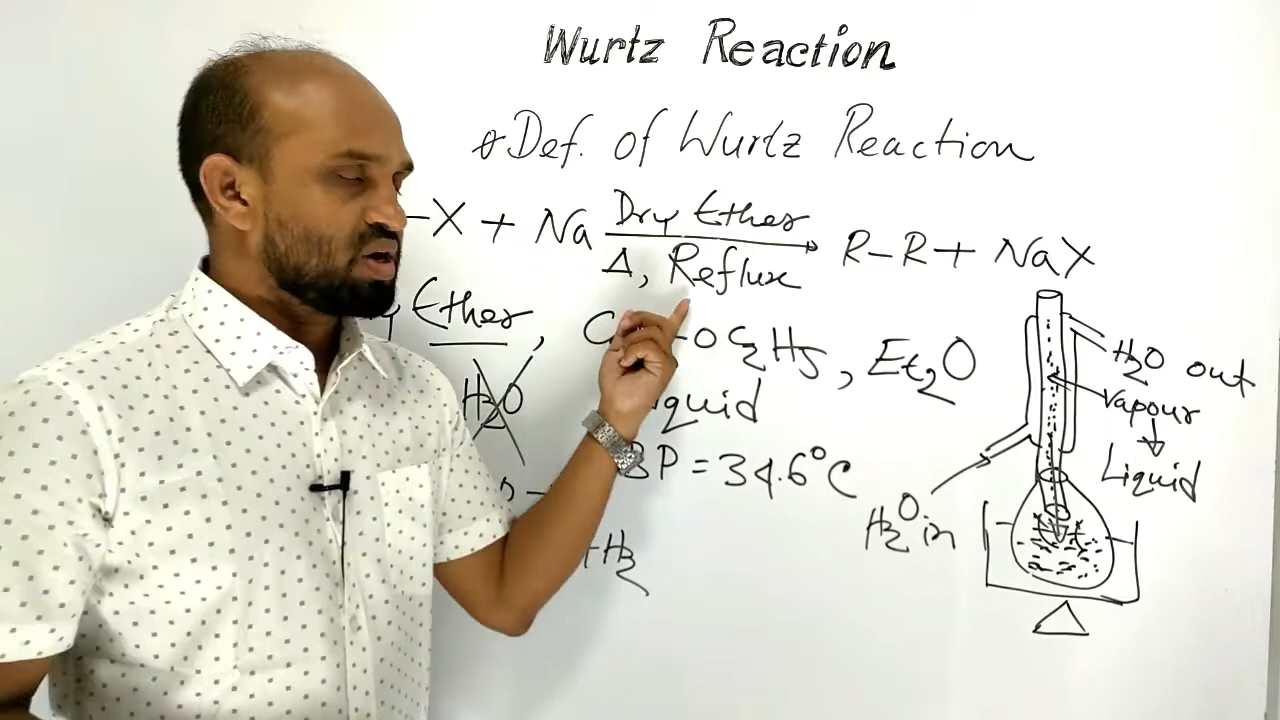 Wurtz Reaction
* Def. of Wurtz Reaction
-X + Na Dry Ether R-R + NaX
Δ, Reflux
Ether, OC₂H₅, Et₂O
H₂O
BP = 34.6°C
+H₂
H₂O out
Vapour
↓
Liquid
H₂O in